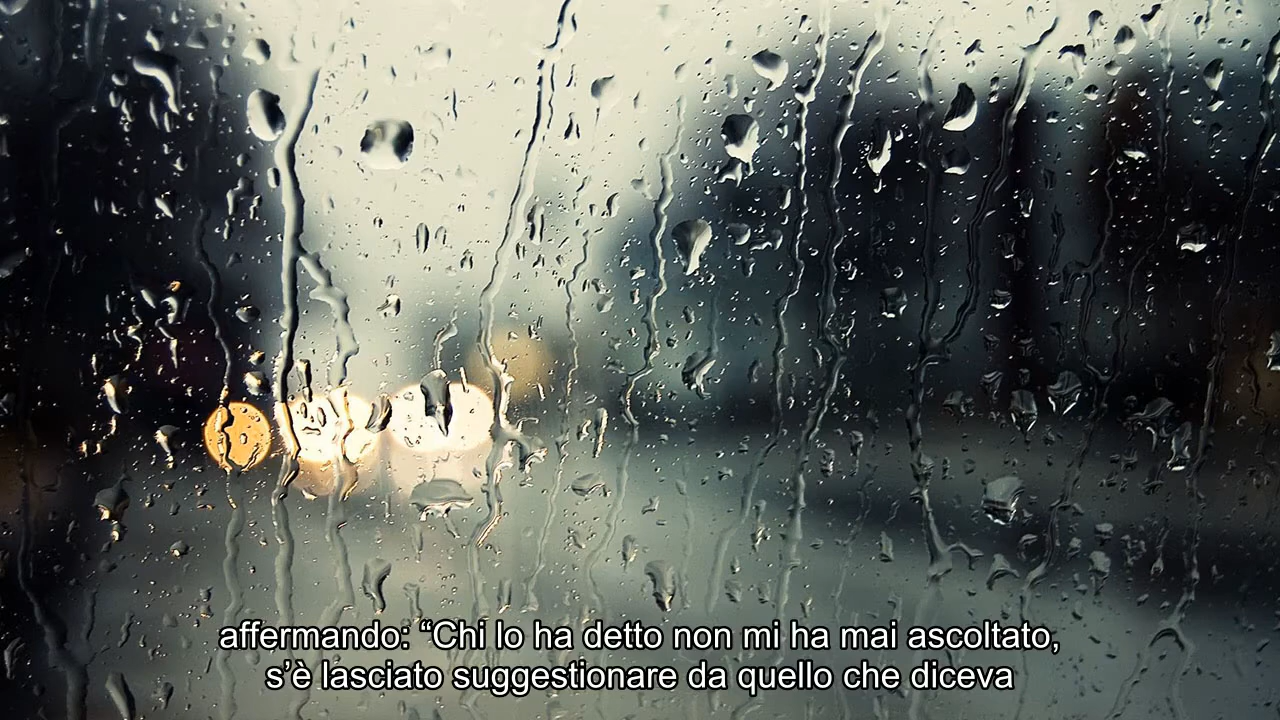 affermando: “Chi lo ha detto non mi ha mai ascoltato,
s’è lasciato suggestionare da quello che diceva